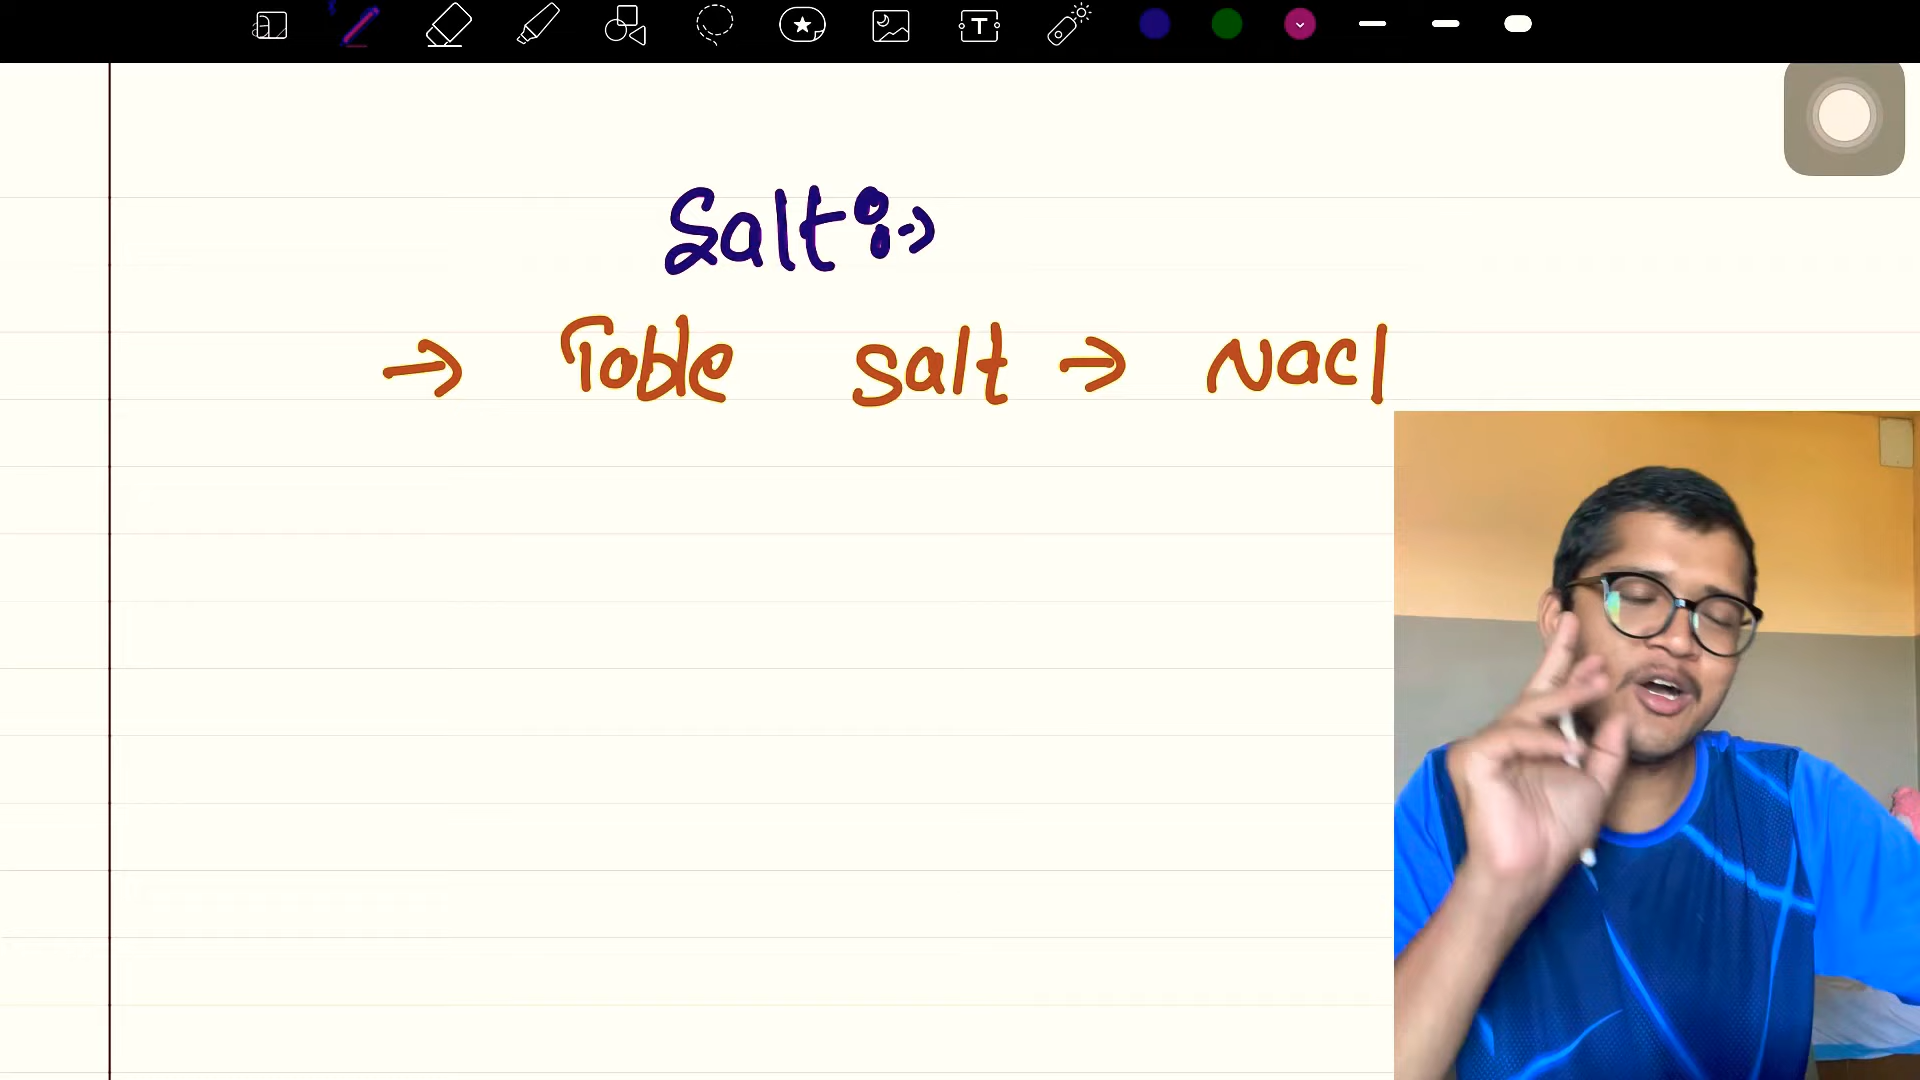 Salt :->
→ Table salt → Nacl